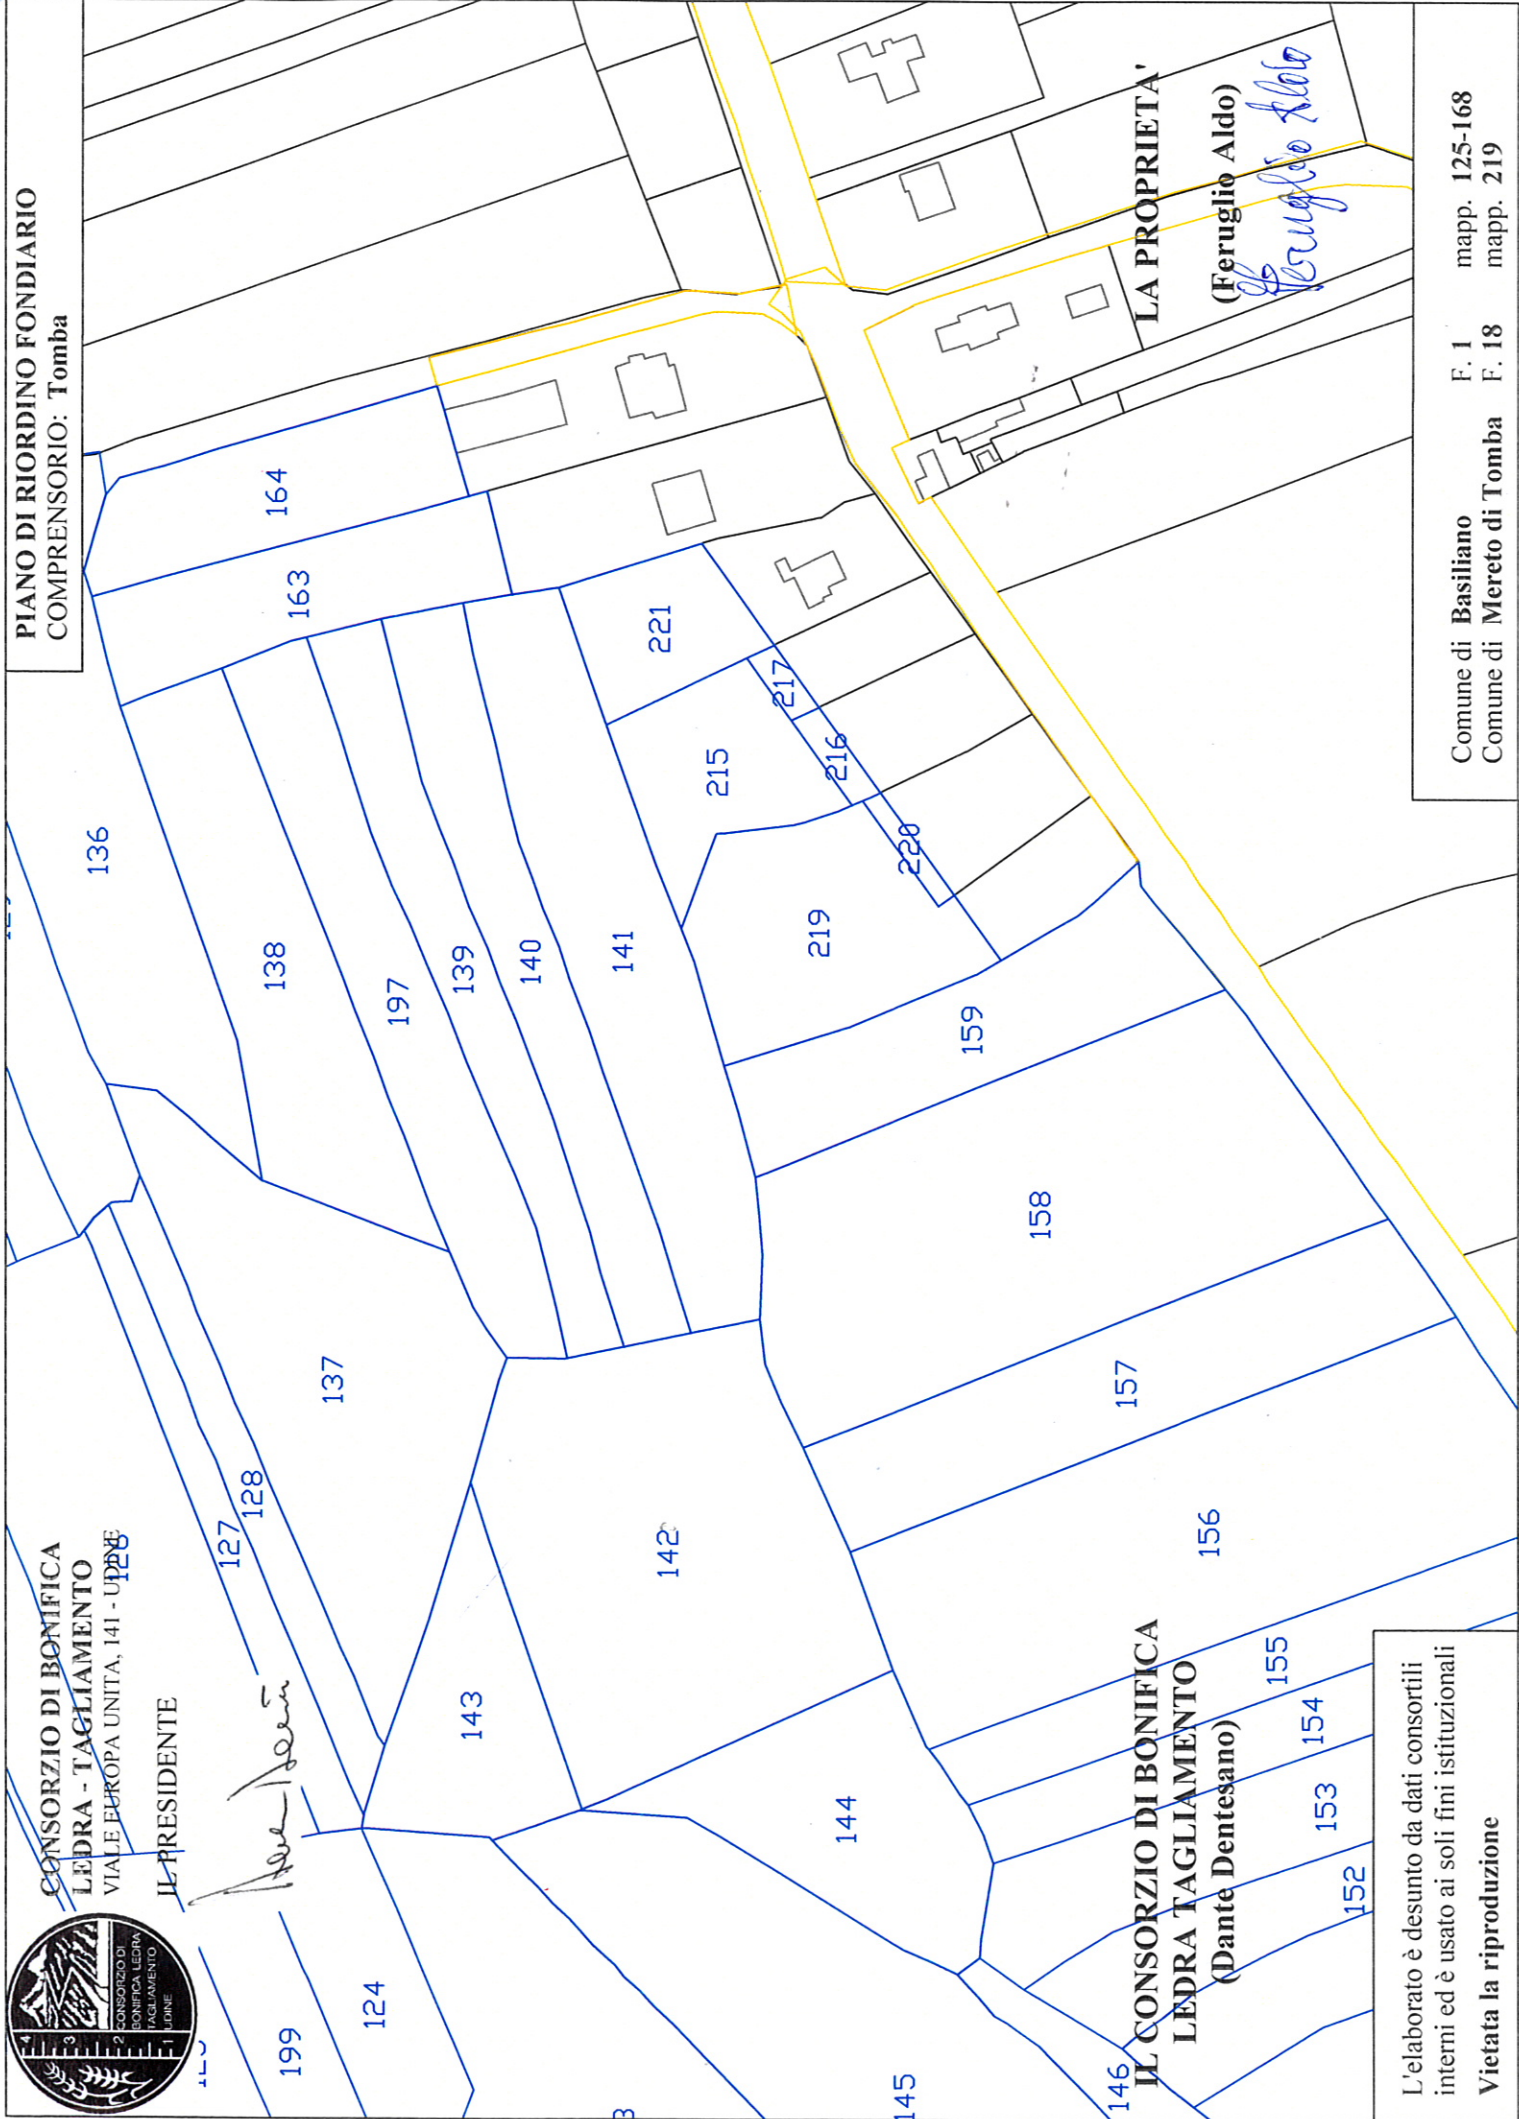 CONSORZIO DI BONIFICA
LEDRA - TAGLIAMENTO
VIALE EUROPA UNITA, 141 - UDINE
IL PRESIDENTE
4
3
2
1
CONSORZIO DI
BONIFICA LEDRA
TAGLIAMENTO
UDINE
PIANO DI RIORDINO FONDIARIO
COMPRENSORIO: Tomba
136
138
197
139
140
141
163
164
221
217
215
216
220
219
159
158
157
156
155
154
153
152
137
127
128
126
142
143
144
199
124
145
146
LA PROPRIETA'
(Feruglio Aldo)
Feruglio Aldo
IL CONSORZIO DI BONIFICA
LEDRA TAGLIAMENTO
(Dante Dentesano)
L'elaborato è desunto da dati consortili
interni ed è usato ai soli fini istituzionali
Vietata la riproduzione
Comune di Basiliano F. 1 mapp. 125-168
Comune di Mereto di Tomba F. 18 mapp. 219